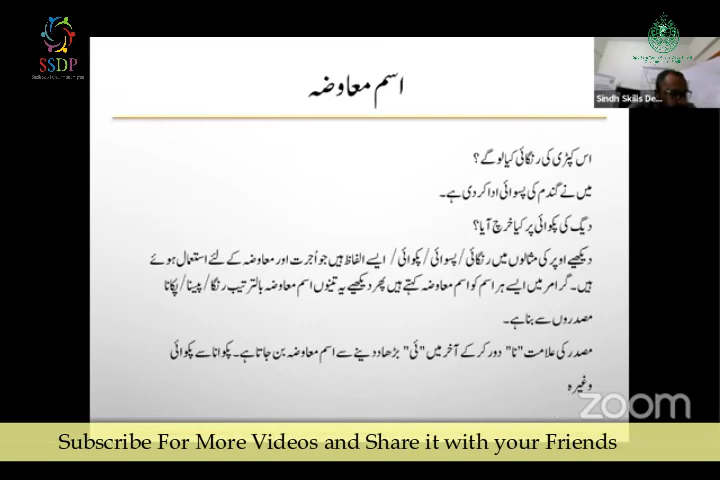 SSDP
Sindh Skills De...
اسم معاوضہ
اس کپڑی کی رنگائی کیا لو گے؟
میں نے گندم کی پسوائی ادا کر دی ہے۔
دیگ کی پکوائی پر کیا خرچ آیا؟
دیکھیے اوپر کی مثالوں میں رنگائی/پسوائی/پکوائی/ ایسے الفاظ ہیں جو اُجرت اور معاوضہ کے لئے استعمال ہوئے
ہیں۔ گرامر میں ایسے ہر اسم کو اسم معاوضہ کہتے ہیں پھر دیکھیے یہ تینوں اسم معاوضہ بالترتیب رنگا/پینا/پکانا
مصدروں سے بنا ہے۔
مصدر کی علامت "نا" دور کر کے آخر میں "ئی" بڑھا ددینے سے اسم معاوضہ بن جاتا ہے۔ پکوانا سے پکوائی
وغیرہ
zoom
Subscribe For More Videos and Share it with your Friends